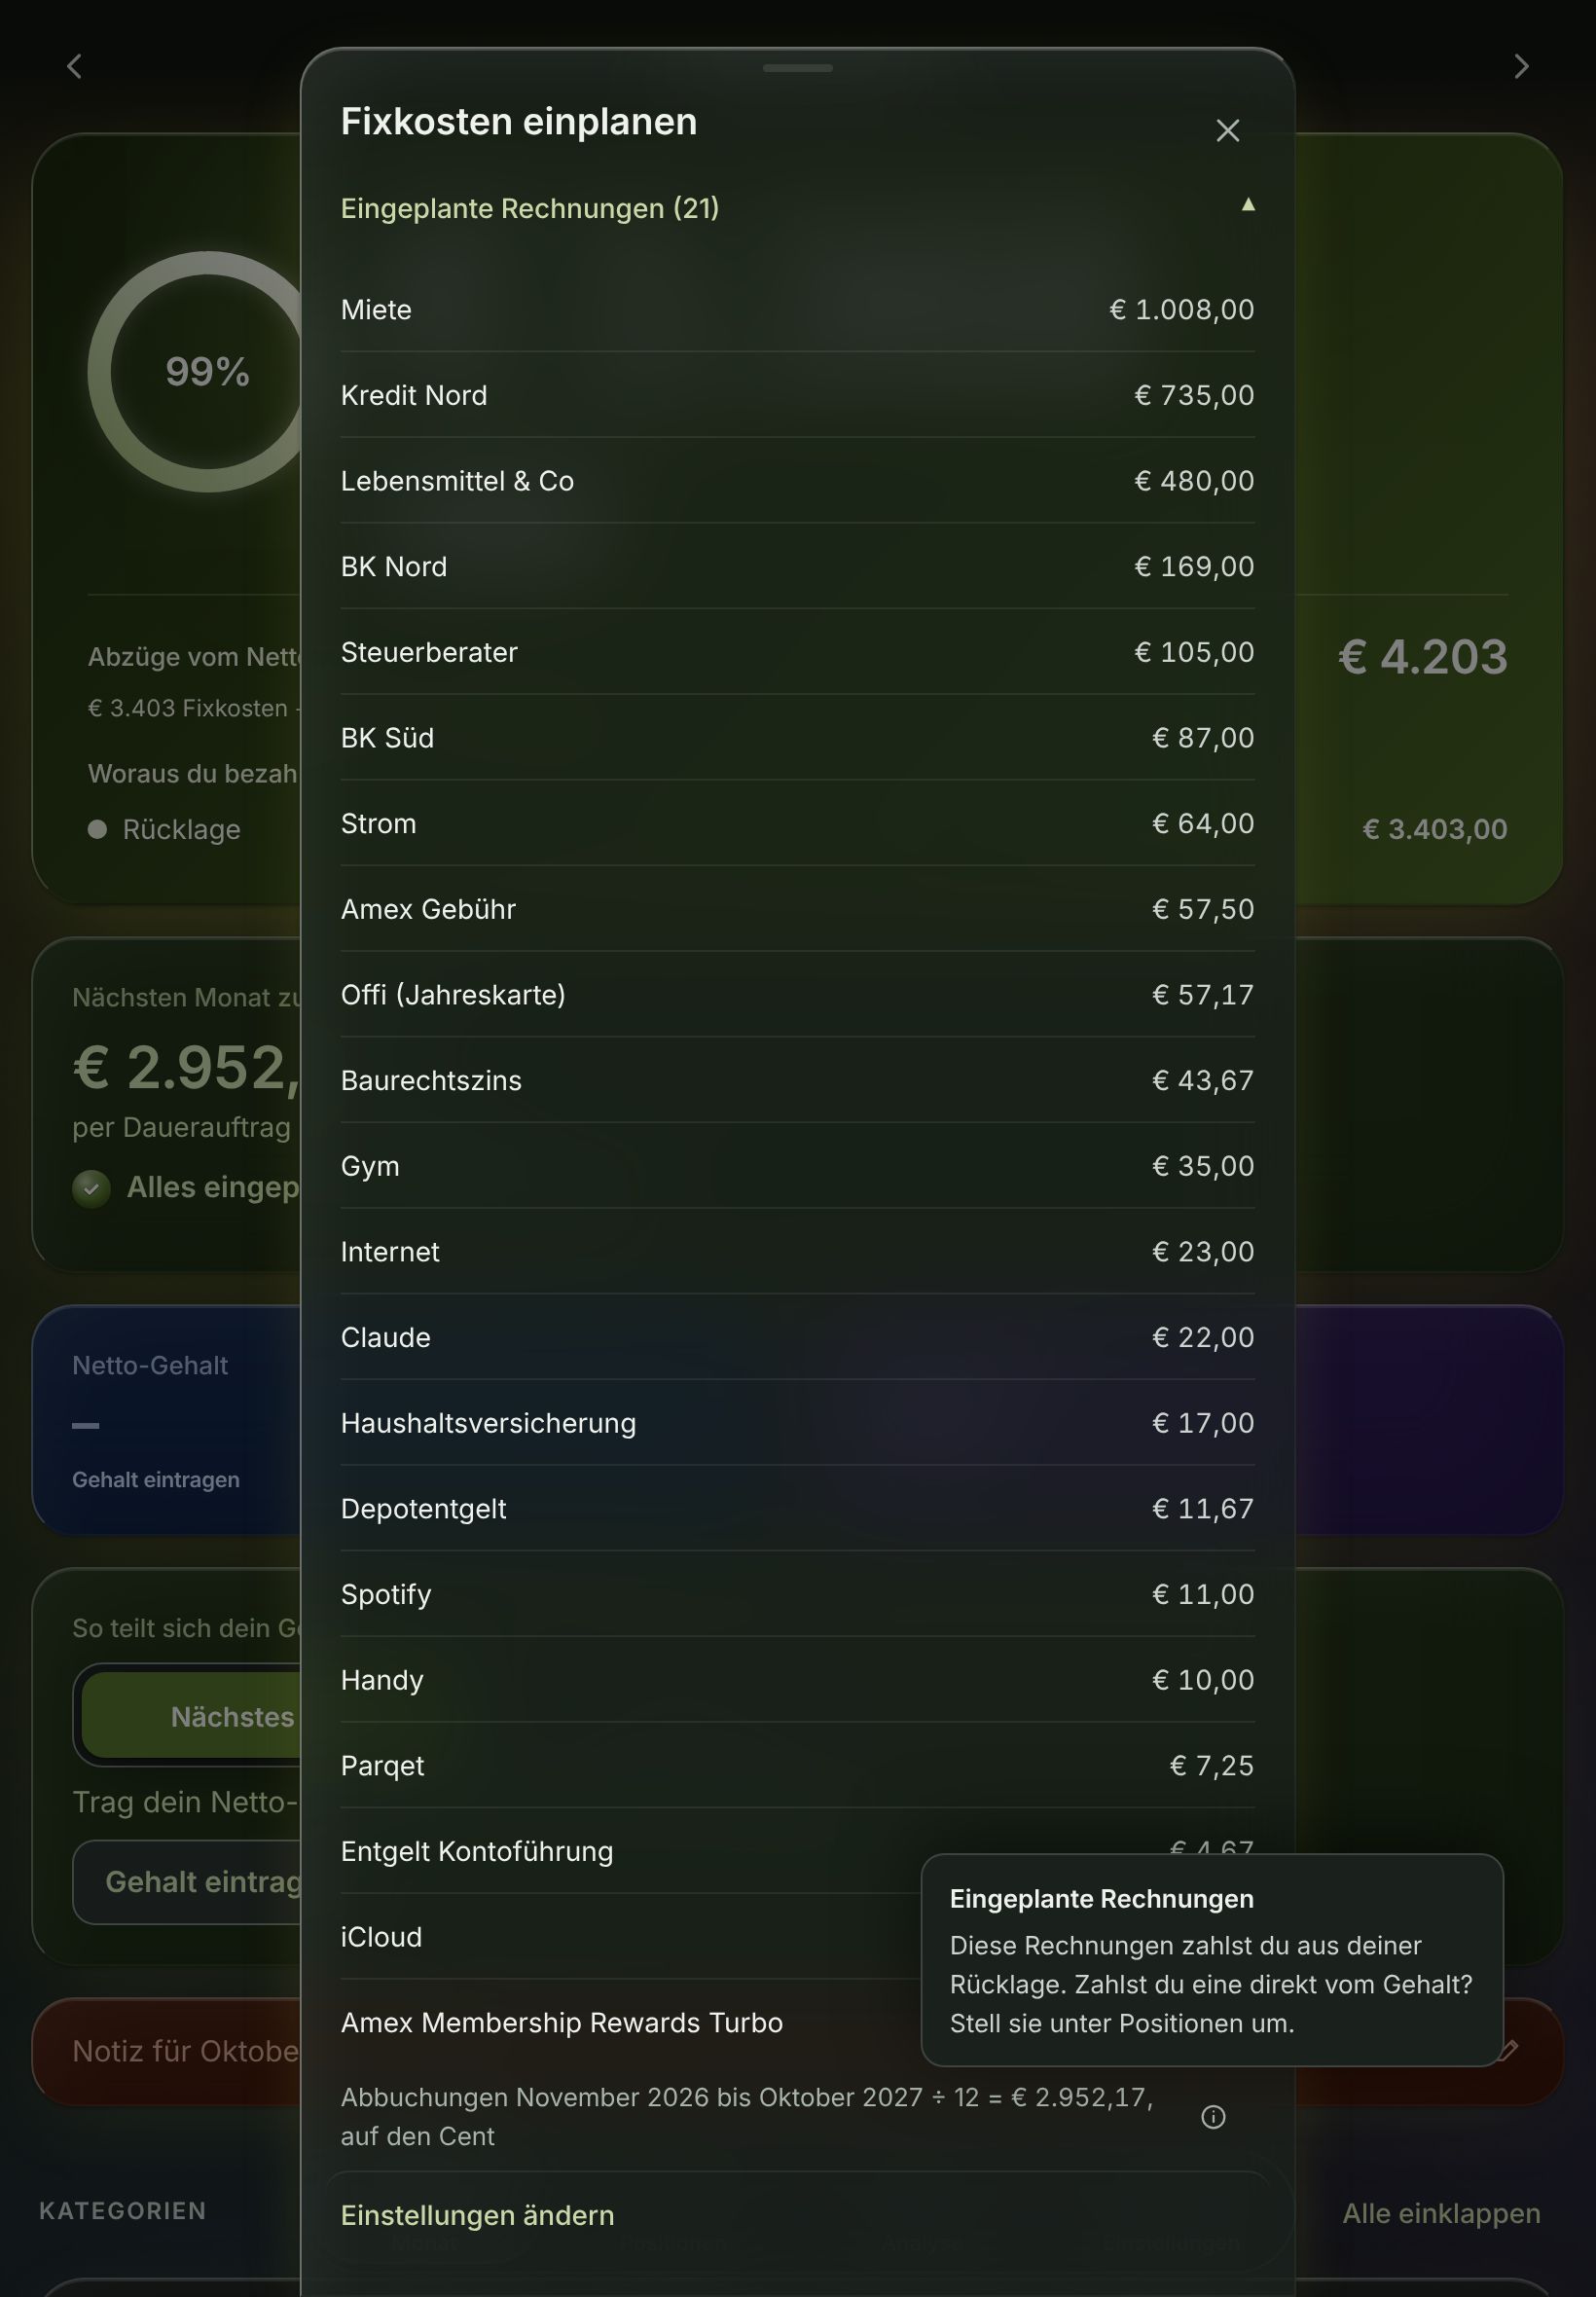 Fixkosten einplanen
Eingeplante Rechnungen (21)
Miete € 1.008,00
Kredit Nord € 735,00
Lebensmittel & Co € 480,00
BK Nord € 169,00
Steuerberater € 105,00
BK Süd € 87,00
Strom € 64,00
Amex Gebühr € 57,50
Offi (Jahreskarte) € 57,17
Baurechtszins € 43,67
Gym € 35,00
Internet € 23,00
Claude € 22,00
Haushaltsversicherung € 17,00
Depotentgelt € 11,67
Spotify € 11,00
Handy € 10,00
Parqet € 7,25
Entgelt Kontoführung € 4,67
iCloud
Amex Membership Rewards Turbo
Eingeplante Rechnungen
Diese Rechnungen zahlst du aus deiner
Rücklage. Zahlst du eine direkt vom Gehalt?
Stell sie unter Positionen um.
Abbuchungen November 2026 bis Oktober 2027 ÷ 12 = € 2.952,17,
auf den Cent
Einstellungen ändern
99%
Abzüge vom € 4.203
€ 3.403 Fixkosten
Woraus du
Rücklage € 3.403,00
Nächsten Monat
€ 2.952,
per Dauerauftrag
Alles
Netto-Gehalt
–
Gehalt eintragen
So teilt sich dein
Nächstes
Trag dein Netto-
Gehalt
Notiz für
KATEGORIEN Alle einklappen